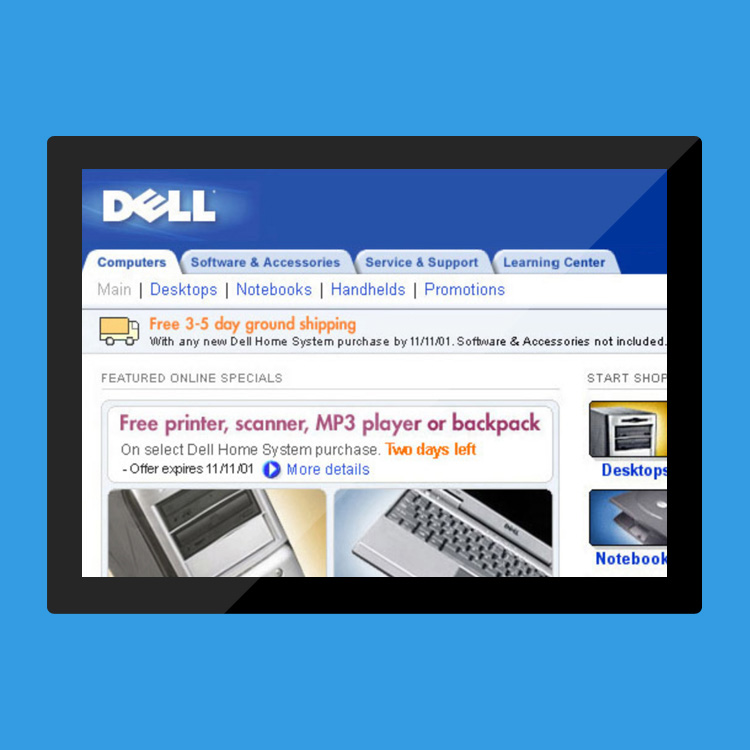 DELL
Computers Software & Accessories Service & Support Learning Center
Main | Desktops | Notebooks | Handhelds | Promotions
Free 3-5 day ground shipping
With any new Dell Home System purchase by 11/11/01. Software & Accessories not included.
FEATURED ONLINE SPECIALS
START SHOP
Free printer, scanner, MP3 player or backpack
On select Dell Home System purchase. Two days left
- Offer expires 11/11/01 More details
DELL
Desktops
Notebook